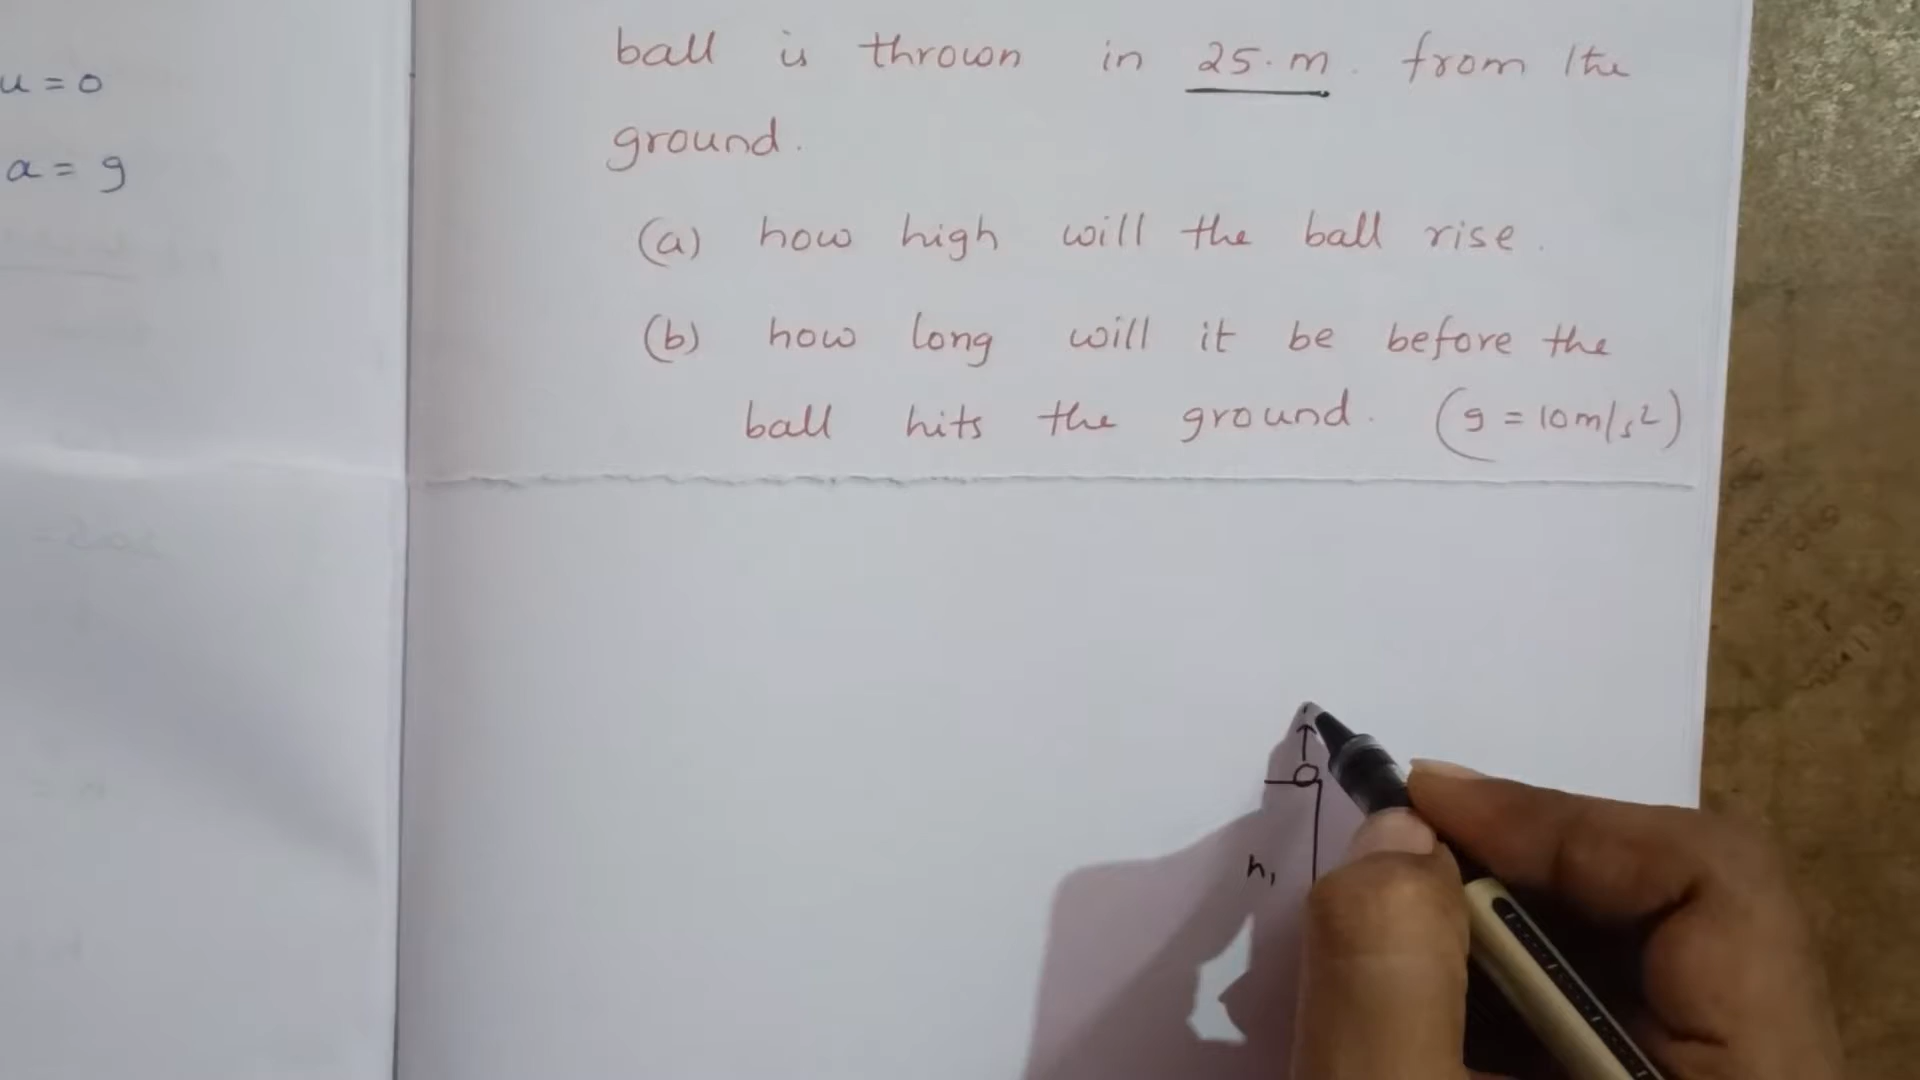 u = 0
a = g
ball is thrown in 25.m. from the
ground.
(a) how high will the ball rise.
(b) how long will it be before the
ball hits the ground. (g = 10m/s²)
h₁